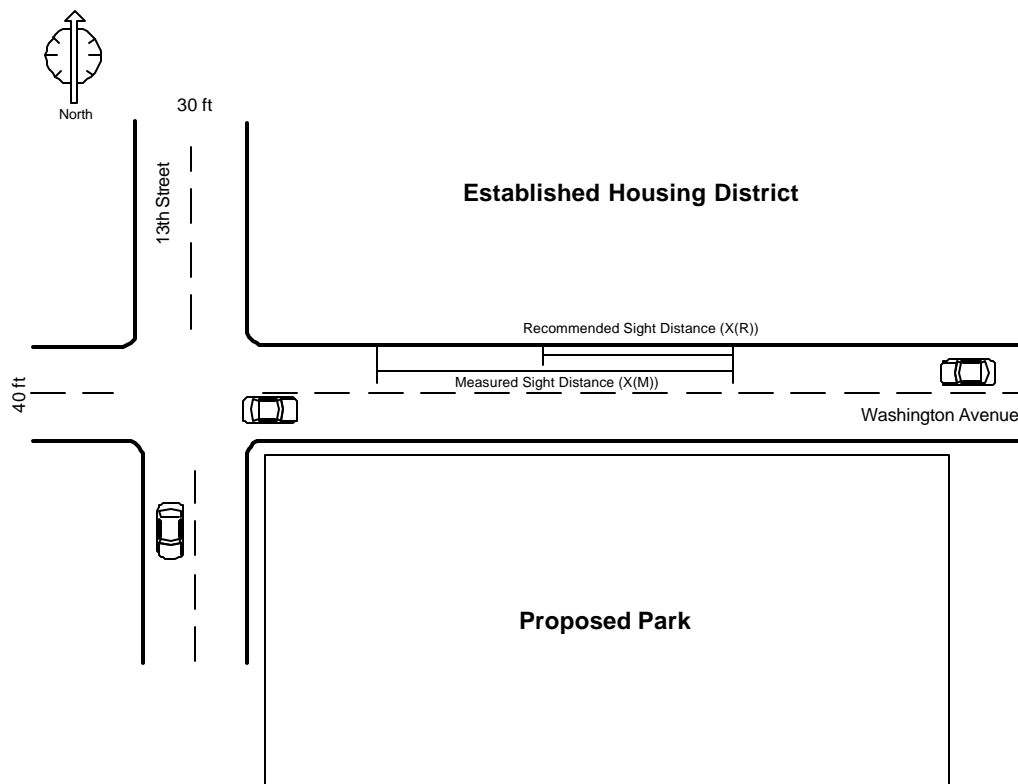 30 ft
North
13th Street
Established Housing District
Recommended Sight Distance (X(R))
Measured Sight Distance (X(M))
40 ft
Washington Avenue
Proposed Park